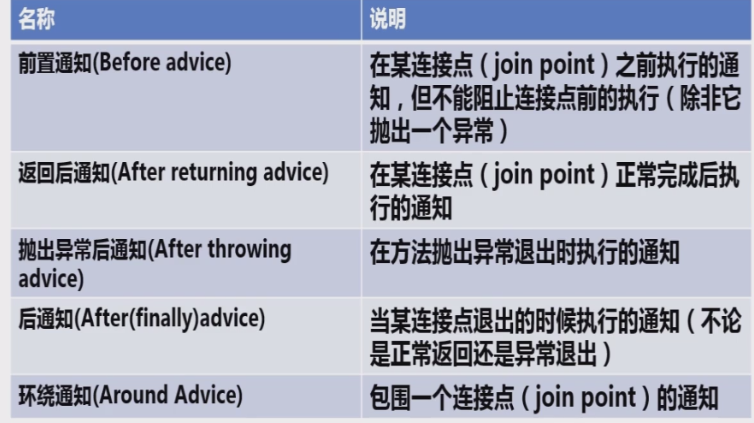 名称
说明
前置通知(Before advice)
在某连接点（join point）之前执行的通
知，但不能阻止连接点前的执行（除非它
抛出一个异常）
返回后通知(After returning advice)
在某连接点（join point）正常完成后执
行的通知
抛出异常后通知(After throwing
advice)
在方法抛出异常退出时执行的通知
后通知(After(finally)advice)
当某连接点退出的时候执行的通知（不论
是正常返回还是异常退出）
环绕通知(Around Advice)
包围一个连接点（join point）的通知